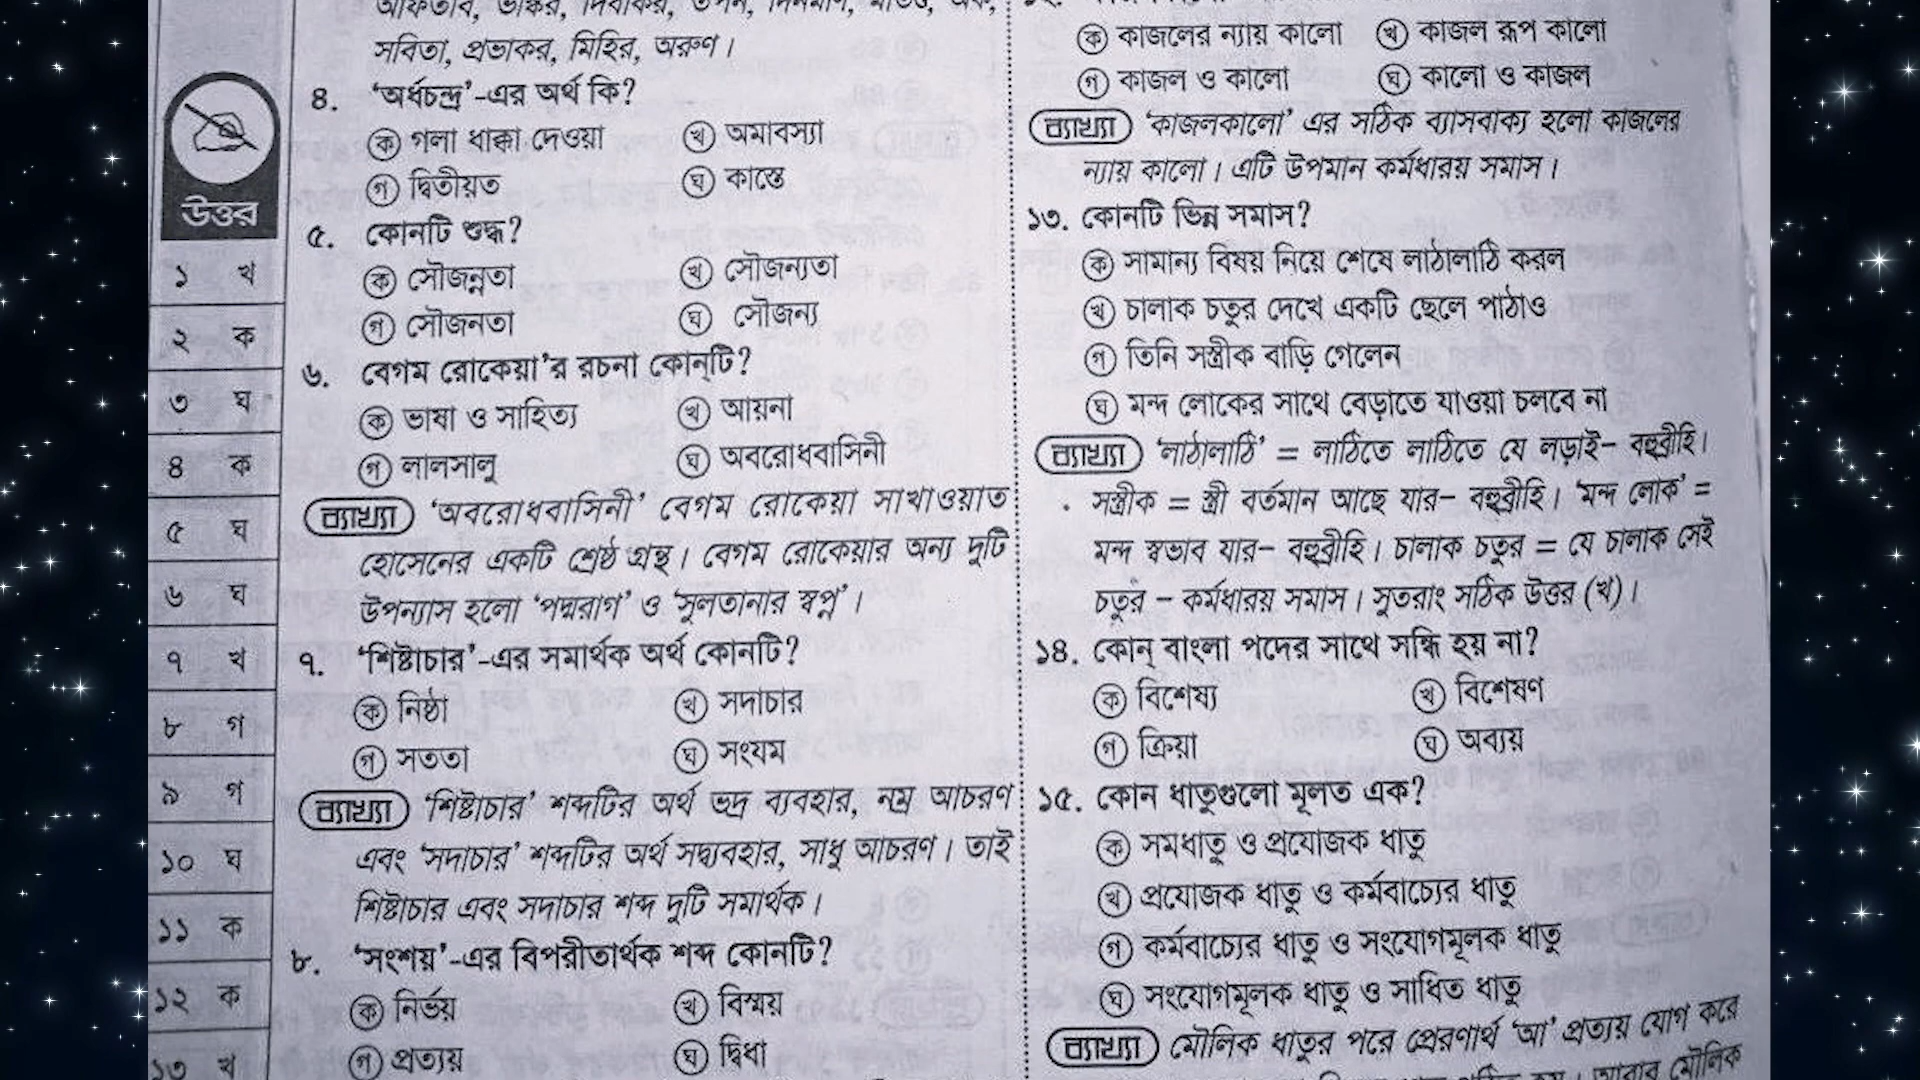 উত্তর
১ খ
২ ক
৩ ঘ
৪ ক
৫ ঘ
৬ ঘ
৭ খ
৮ গ
৯ গ
১০ ঘ
১১ ক
১২ ক
১৩ খ
সবিতা, প্রভাকর, মিহির, অরুণ।
৪. ‘অর্ধচন্দ্র’-এর অর্থ কি?
ক গলা ধাক্কা দেওয়া খ অমাবস্যা
গ দ্বিতীয়ত ঘ কাস্তে
৫. কোনটি শুদ্ধ?
ক সৌজন্নতা খ সৌজন্যতা
গ সৌজনতা ঘ সৌজন্য
৬. বেগম রোকেয়া’র রচনা কোন্‌টি?
ক ভাষা ও সাহিত্য খ আয়না
গ লালসালু ঘ অবরোধবাসিনী
ব্যাখ্যা ‘অবরোধবাসিনী’ বেগম রোকেয়া সাখাওয়াত
হোসেনের একটি শ্রেষ্ঠ গ্রন্থ। বেগম রোকেয়ার অন্য দুটি
উপন্যাস হলো ‘পদ্মরাগ’ ও ‘সুলতানার স্বপ্ন’।
৭. ‘শিষ্টাচার’-এর সমার্থক অর্থ কোনটি?
ক নিষ্ঠা খ সদাচার
গ সততা ঘ সংযম
ব্যাখ্যা ‘শিষ্টাচার’ শব্দটির অর্থ ভদ্র ব্যবহার, নম্র আচরণ
এবং ‘সদাচার’ শব্দটির অর্থ সদ্ব্যবহার, সাধু আচরণ। তাই
শিষ্টাচার এবং সদাচার শব্দ দুটি সমার্থক।
৮. ‘সংশয়’-এর বিপরীতার্থক শব্দ কোনটি?
ক নির্ভয় খ বিস্ময়
গ প্রত্যয় ঘ দ্বিধা
ক কাজলের ন্যায় কালো খ কাজল রূপ কালো
গ কাজল ও কালো ঘ কালো ও কাজল
ব্যাখ্যা ‘কাজলকালো’ এর সঠিক ব্যাসবাক্য হলো কাজলের
ন্যায় কালো। এটি উপমান কর্মধারয় সমাস।
১৩. কোনটি ভিন্ন সমাস?
ক সামান্য বিষয় নিয়ে শেষে লাঠালাঠি করল
খ চালাক চতুর দেখে একটি ছেলে পাঠাও
গ তিনি সস্ত্রীক বাড়ি গেলেন
ঘ মন্দ লোকের সাথে বেড়াতে যাওয়া চলবে না
ব্যাখ্যা ‘লাঠালাঠি’ = লাঠিতে লাঠিতে যে লড়াই– বহুব্রীহি।
সস্ত্রীক = স্ত্রী বর্তমান আছে যার– বহুব্রীহি। ‘মন্দ লোক’ =
মন্দ স্বভাব যার– বহুব্রীহি। চালাক চতুর = যে চালাক সেই
চতুর – কর্মধারয় সমাস। সুতরাং সঠিক উত্তর (খ)।
১৪. কোন্ বাংলা পদের সাথে সন্ধি হয় না?
ক বিশেষ্য খ বিশেষণ
গ ক্রিয়া ঘ অব্যয়
১৫. কোন ধাতুগুলো মূলত এক?
ক সমধাতু ও প্রযোজক ধাতু
খ প্রযোজক ধাতু ও কর্মবাচ্যের ধাতু
গ কর্মবাচ্যের ধাতু ও সংযোগমূলক ধাতু
ঘ সংযোগমূলক ধাতু ও সাধিত ধাতু
ব্যাখ্যা মৌলিক ধাতুর পরে প্রেরণার্থ ‘আ’ প্রত্যয় যোগ করে
আবার মৌলিক